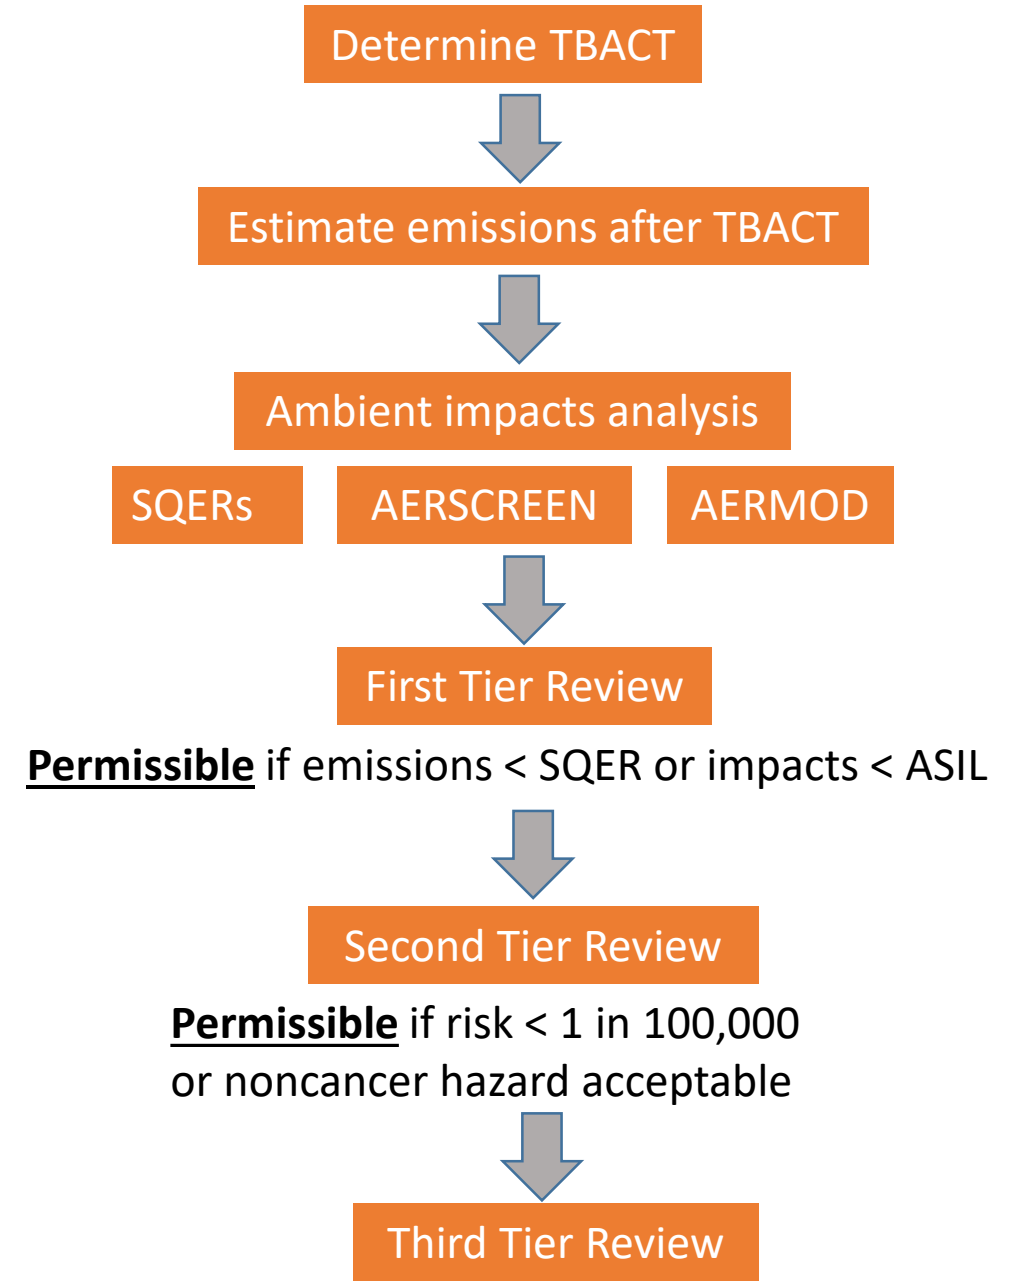 Determine TBACT
Estimate emissions after TBACT
Ambient impacts analysis
SQERs AERSCREEN AERMOD
First Tier Review
Permissible if emissions < SQER or impacts < ASIL
Second Tier Review
Permissible if risk < 1 in 100,000
or noncancer hazard acceptable
Third Tier Review